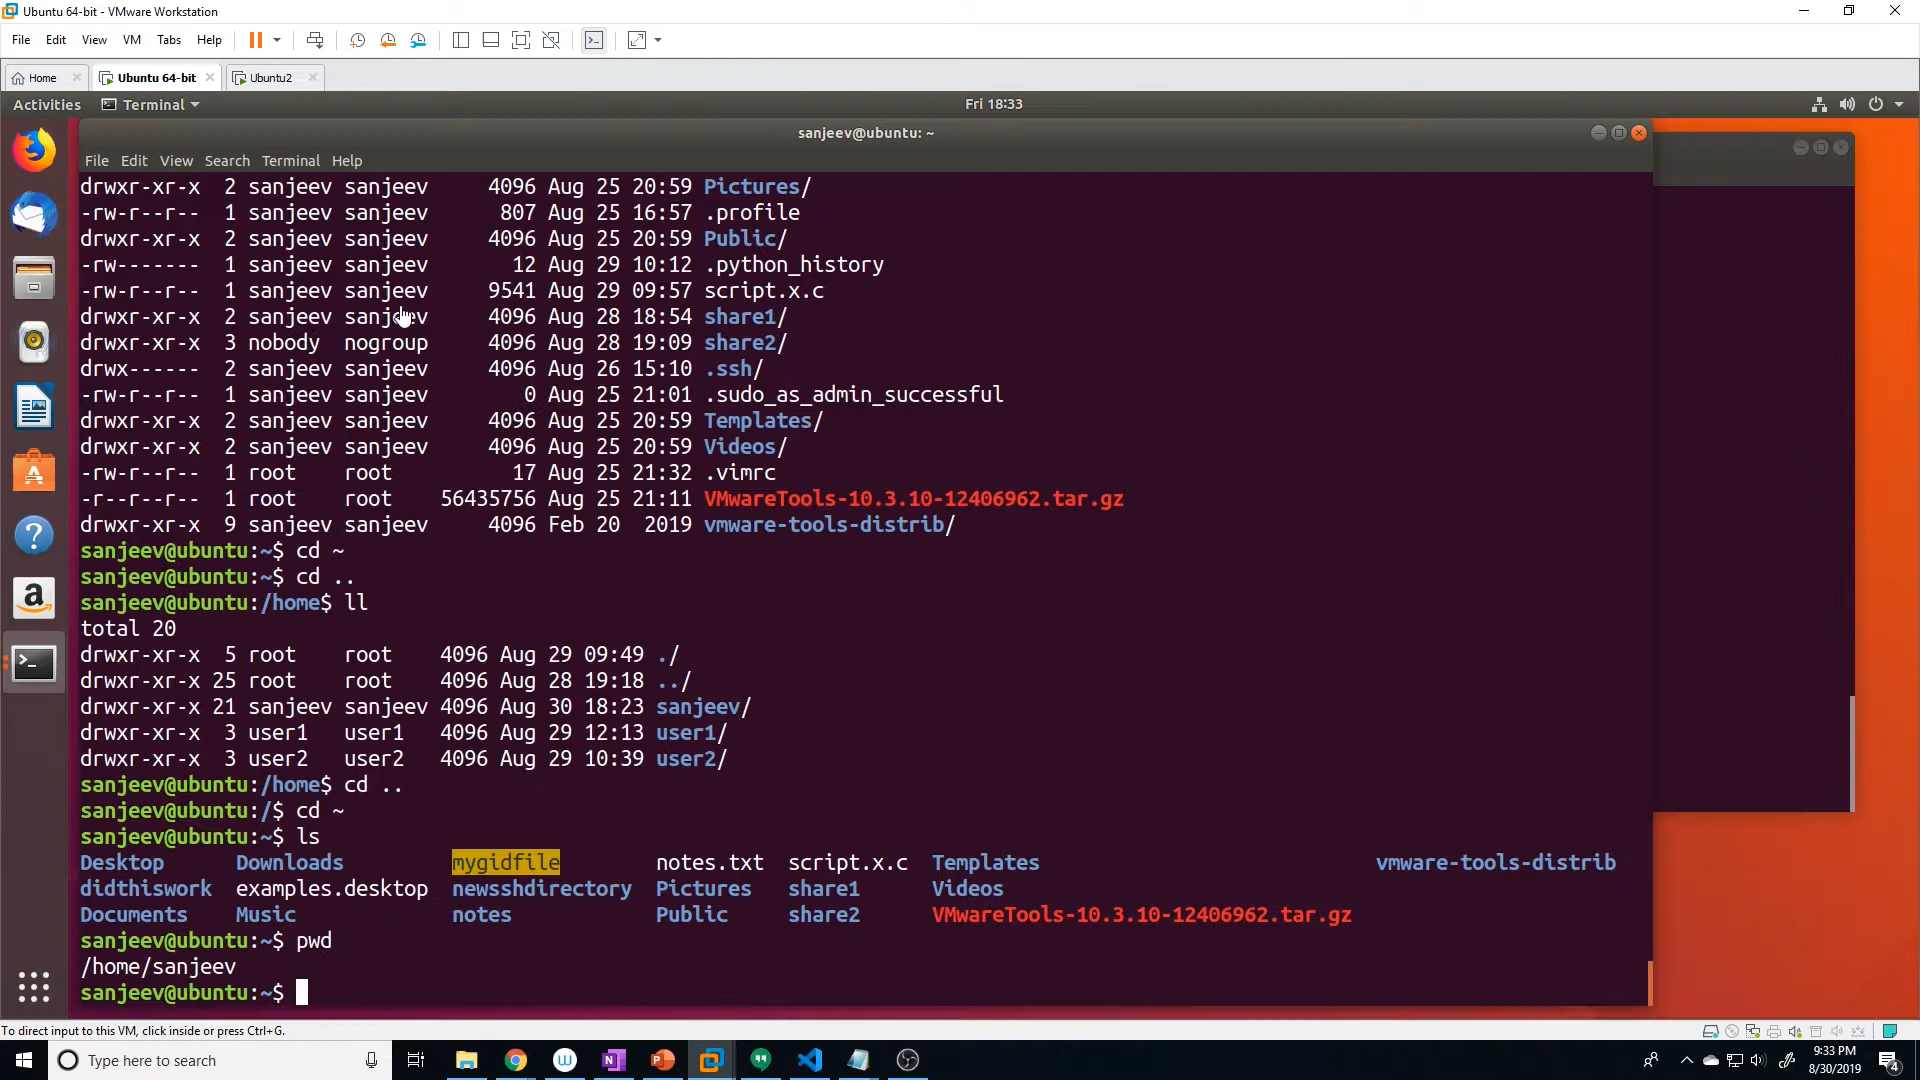 Ubuntu 64-bit - VMware Workstation
File Edit View VM Tabs Help
Home Ubuntu 64-bit Ubuntu2
Activities Terminal Fri 18:33
sanjeev@ubuntu: ~
File Edit View Search Terminal Help
drwxr-xr-x 2 sanjeev sanjeev 4096 Aug 25 20:59 Pictures/
-rw-r--r-- 1 sanjeev sanjeev 807 Aug 25 16:57 .profile
drwxr-xr-x 2 sanjeev sanjeev 4096 Aug 25 20:59 Public/
-rw------- 1 sanjeev sanjeev 12 Aug 29 10:12 .python_history
-rw-r--r-- 1 sanjeev sanjeev 9541 Aug 29 09:57 script.x.c
drwxr-xr-x 2 sanjeev sanjeev 4096 Aug 28 18:54 share1/
drwxr-xr-x 3 nobody nogroup 4096 Aug 28 19:09 share2/
drwx------ 2 sanjeev sanjeev 4096 Aug 26 15:10 .ssh/
-rw-r--r-- 1 sanjeev sanjeev 0 Aug 25 21:01 .sudo_as_admin_successful
drwxr-xr-x 2 sanjeev sanjeev 4096 Aug 25 20:59 Templates/
drwxr-xr-x 2 sanjeev sanjeev 4096 Aug 25 20:59 Videos/
-rw-r--r-- 1 root root 17 Aug 25 21:32 .vimrc
-r--r--r-- 1 root root 56435756 Aug 25 21:11 VMwareTools-10.3.10-12406962.tar.gz
drwxr-xr-x 9 sanjeev sanjeev 4096 Feb 20 2019 vmware-tools-distrib/
sanjeev@ubuntu:~$ cd ~
sanjeev@ubuntu:~$ cd ..
sanjeev@ubuntu:/home$ ll
total 20
drwxr-xr-x 5 root root 4096 Aug 29 09:49 ./
drwxr-xr-x 25 root root 4096 Aug 28 19:18 ../
drwxr-xr-x 21 sanjeev sanjeev 4096 Aug 30 18:23 sanjeev/
drwxr-xr-x 3 user1 user1 4096 Aug 29 12:13 user1/
drwxr-xr-x 3 user2 user2 4096 Aug 29 10:39 user2/
sanjeev@ubuntu:/home$ cd ..
sanjeev@ubuntu:/$ cd ~
sanjeev@ubuntu:~$ ls
Desktop Downloads mygidfile notes.txt script.x.c Templates vmware-tools-distrib
didthiswork examples.desktop newsshdirectory Pictures share1 Videos
Documents Music notes Public share2 VMwareTools-10.3.10-12406962.tar.gz
sanjeev@ubuntu:~$ pwd
/home/sanjeev
sanjeev@ubuntu:~$
To direct input to this VM, click inside or press Ctrl+G.
Type here to search
9:33 PM
8/30/2019
4